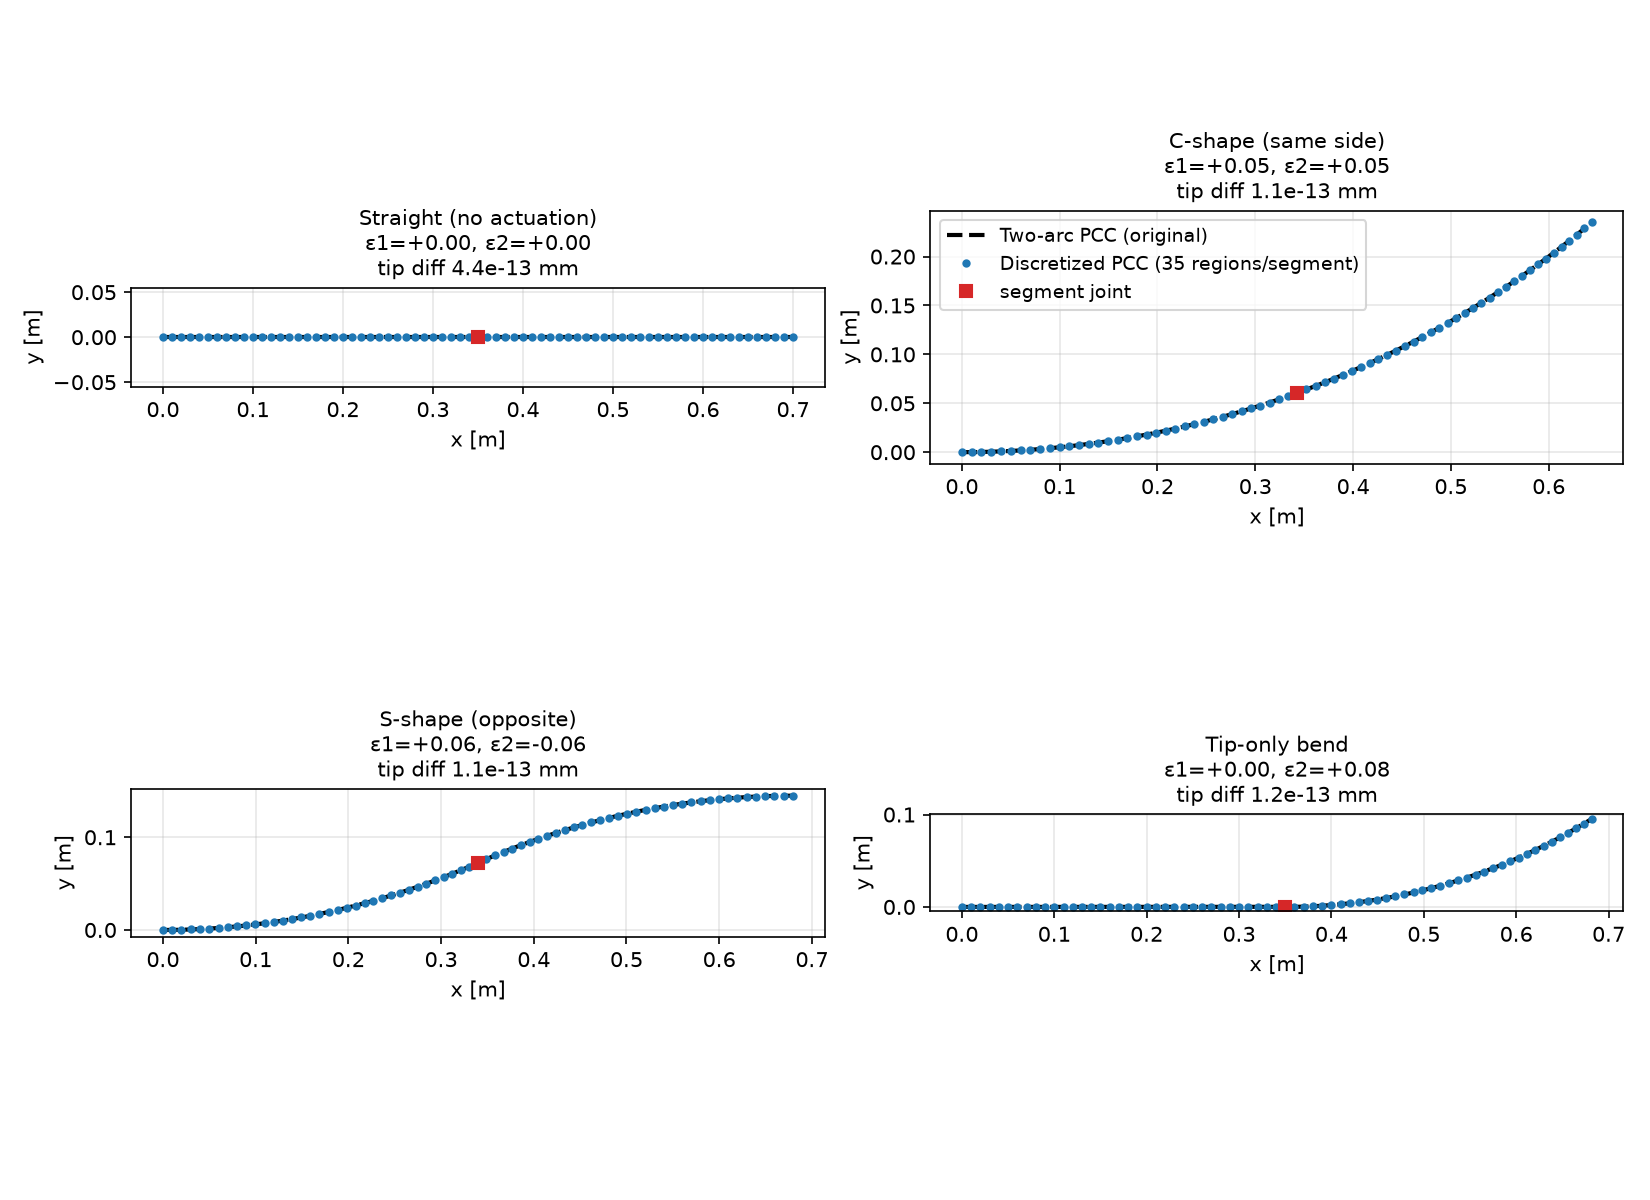 Straight (no actuation)
ε1=+0.00, ε2=+0.00
tip diff 4.4e-13 mm
0.05
0.00
−0.05
y [m]
0.0 0.1 0.2 0.3 0.4 0.5 0.6 0.7
x [m]
C-shape (same side)
ε1=+0.05, ε2=+0.05
tip diff 1.1e-13 mm
Two-arc PCC (original)
Discretized PCC (35 regions/segment)
segment joint
0.20
0.15
0.10
0.05
0.00
y [m]
0.0 0.1 0.2 0.3 0.4 0.5 0.6
x [m]
S-shape (opposite)
ε1=+0.06, ε2=-0.06
tip diff 1.1e-13 mm
0.1
0.0
y [m]
0.0 0.1 0.2 0.3 0.4 0.5 0.6 0.7
x [m]
Tip-only bend
ε1=+0.00, ε2=+0.08
tip diff 1.2e-13 mm
0.1
0.0
y [m]
0.0 0.1 0.2 0.3 0.4 0.5 0.6 0.7
x [m]